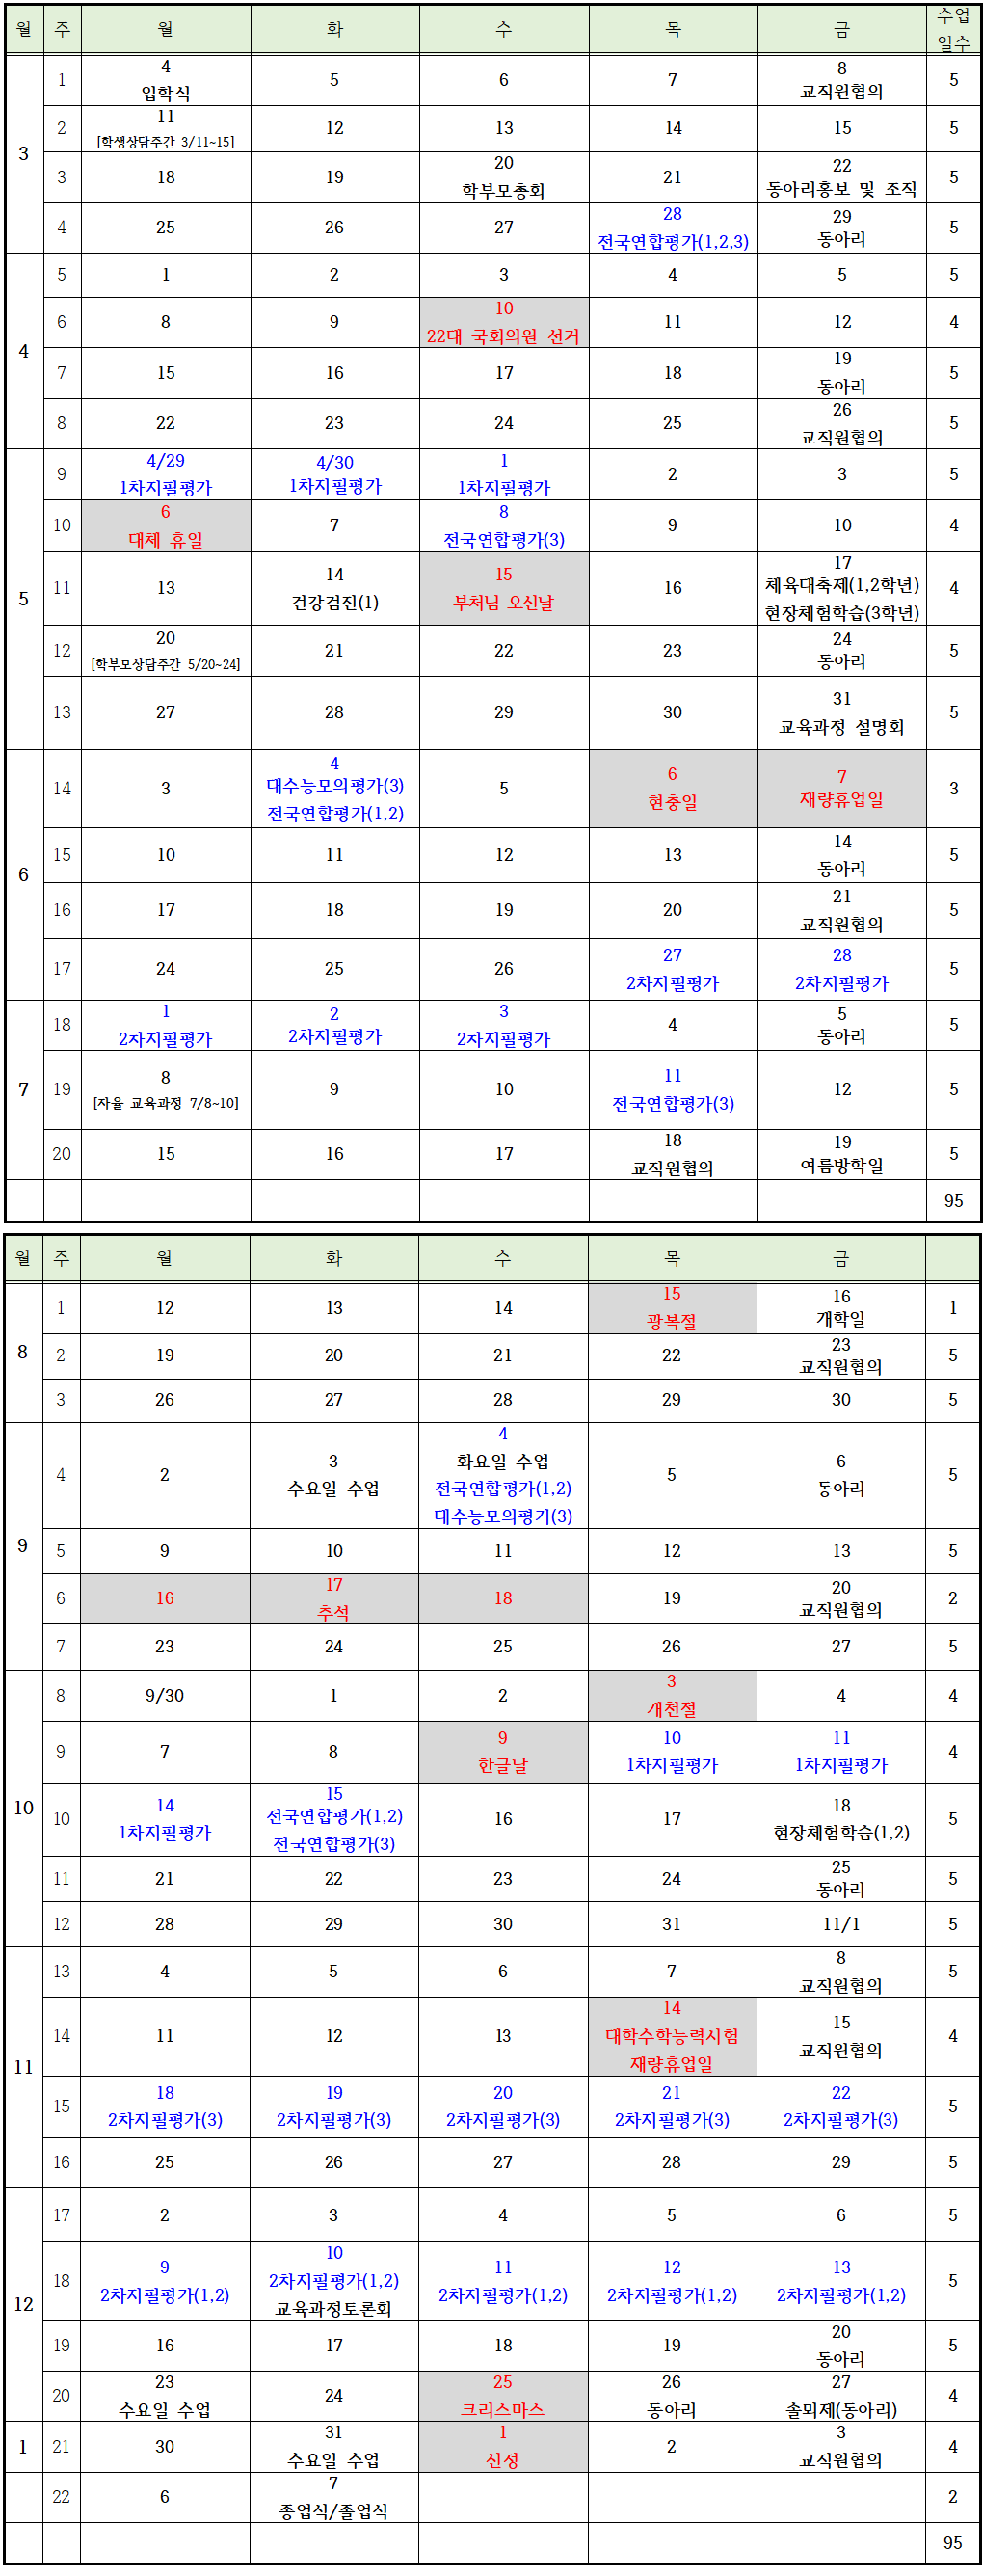 월 주 월 화 수 목 금 수업 일수
3 1 4 입학식 5 6 7 8 교직원협의 5
2 11 [학생상담주간 3/11~15] 12 13 14 15 5
3 18 19 20 학부모총회 21 22 동아리홍보 및 조직 5
4 25 26 27 28 전국연합평가(1,2,3) 29 동아리 5
4 5 1 2 3 4 5 5
6 8 9 10 22대 국회의원 선거 11 12 4
7 15 16 17 18 19 동아리 5
8 22 23 24 25 26 교직원협의 5
5 9 4/29 1차지필평가 4/30 1차지필평가 1 1차지필평가 2 3 5
10 6 대체 휴일 7 8 전국연합평가(3) 9 10 4
11 13 14 건강검진(1) 15 부처님 오신날 16 17 체육대축제(1,2학년) 현장체험학습(3학년) 4
12 20 [학부모상담주간 5/20~24] 21 22 23 24 동아리 5
13 27 28 29 30 31 교육과정 설명회 5
6 14 3 4 대수능모의평가(3) 전국연합평가(1,2) 5 6 현충일 7 재량휴업일 3
15 10 11 12 13 14 동아리 5
16 17 18 19 20 21 교직원협의 5
17 24 25 26 27 2차지필평가 28 2차지필평가 5
7 18 1 2차지필평가 2 2차지필평가 3 2차지필평가 4 5 동아리 5
19 8 [자율 교육과정 7/8~10] 9 10 11 전국연합평가(3) 12 5
20 15 16 17 18 교직원협의 19 여름방학일 5
95
월 주 월 화 수 목 금
8 1 12 13 14 15 광복절 16 개학일 1
2 19 20 21 22 23 교직원협의 5
3 26 27 28 29 30 5
9 4 2 3 수요일 수업 4 화요일 수업 전국연합평가(1,2) 대수능모의평가(3) 5 6 동아리 5
5 9 10 11 12 13 5
6 16 17 추석 18 19 20 교직원협의 2
7 23 24 25 26 27 5
10 8 9/30 1 2 3 개천절 4 4
9 7 8 9 한글날 10 1차지필평가 11 1차지필평가 4
10 14 1차지필평가 15 전국연합평가(1,2) 전국연합평가(3) 16 17 18 현장체험학습(1,2) 5
11 21 22 23 24 25 동아리 5
12 28 29 30 31 11/1 5
11 13 4 5 6 7 8 교직원협의 5
14 11 12 13 14 대학수학능력시험 재량휴업일 15 교직원협의 4
15 18 2차지필평가(3) 19 2차지필평가(3) 20 2차지필평가(3) 21 2차지필평가(3) 22 2차지필평가(3) 5
16 25 26 27 28 29 5
12 17 2 3 4 5 6 5
18 9 2차지필평가(1,2) 10 2차지필평가(1,2) 교육과정토론회 11 2차지필평가(1,2) 12 2차지필평가(1,2) 13 2차지필평가(1,2) 5
19 16 17 18 19 20 동아리 5
20 23 수요일 수업 24 25 크리스마스 26 동아리 27 솔뫼제(동아리) 4
1 21 30 31 수요일 수업 1 신정 2 3 교직원협의 4
22 6 7 종업식/졸업식 2
95